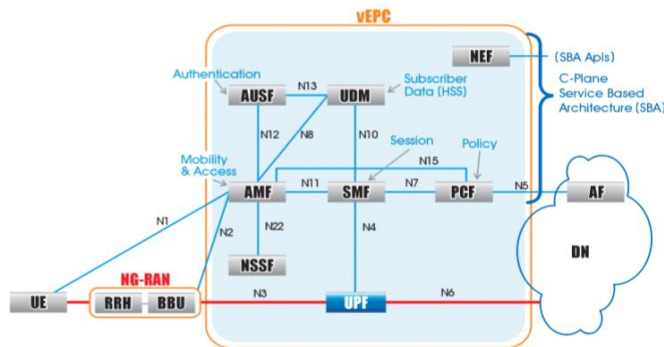 vEPC
NEF
(SBA Apls)
C-Plane
Service Based
Architecture (SBA)
Authentication
N13
Subscriber
Data (HSS)
AUSF
UDM
N12
N8
N10
Session
Policy
Mobility
& Access
N15
AMF
N11
SMF
N7
PCF
N5
AF
N1
N2
N22
N4
DN
NSSF
NG-RAN
UE
RRH
BBU
N3
UPF
N6